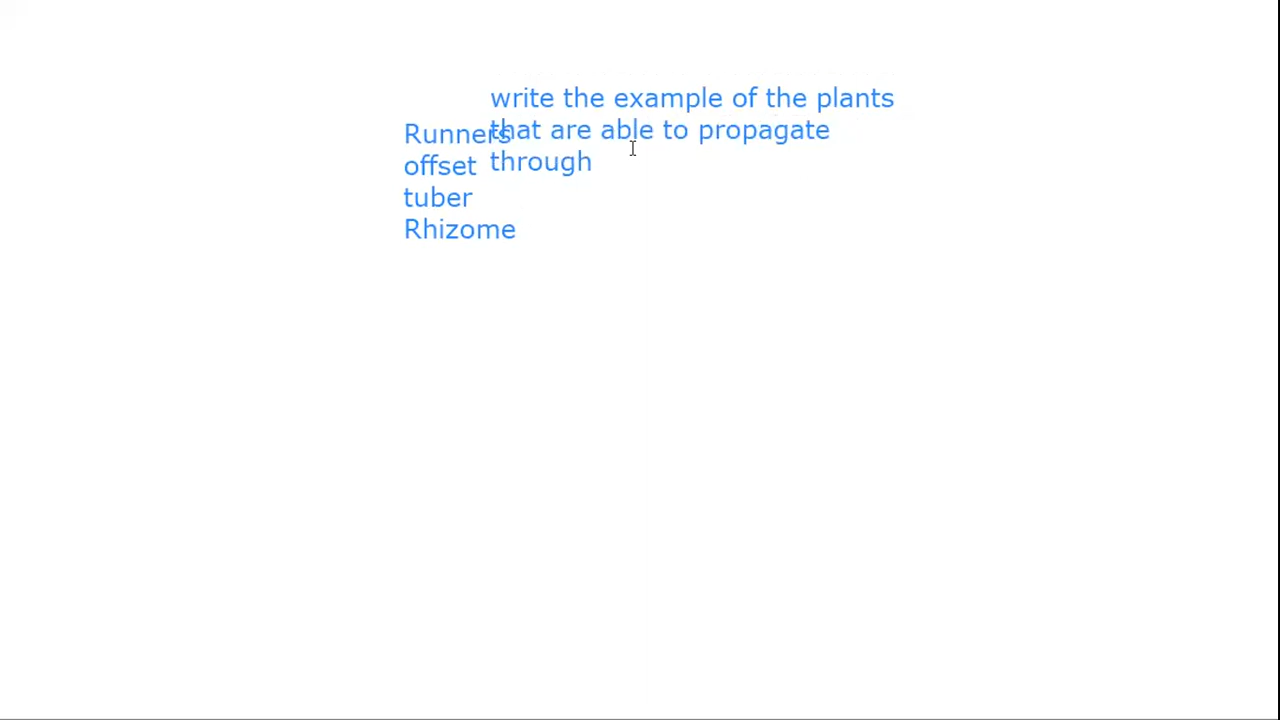 write the example of the plants
that are able to propagate
through
Runners
offset
tuber
Rhizome